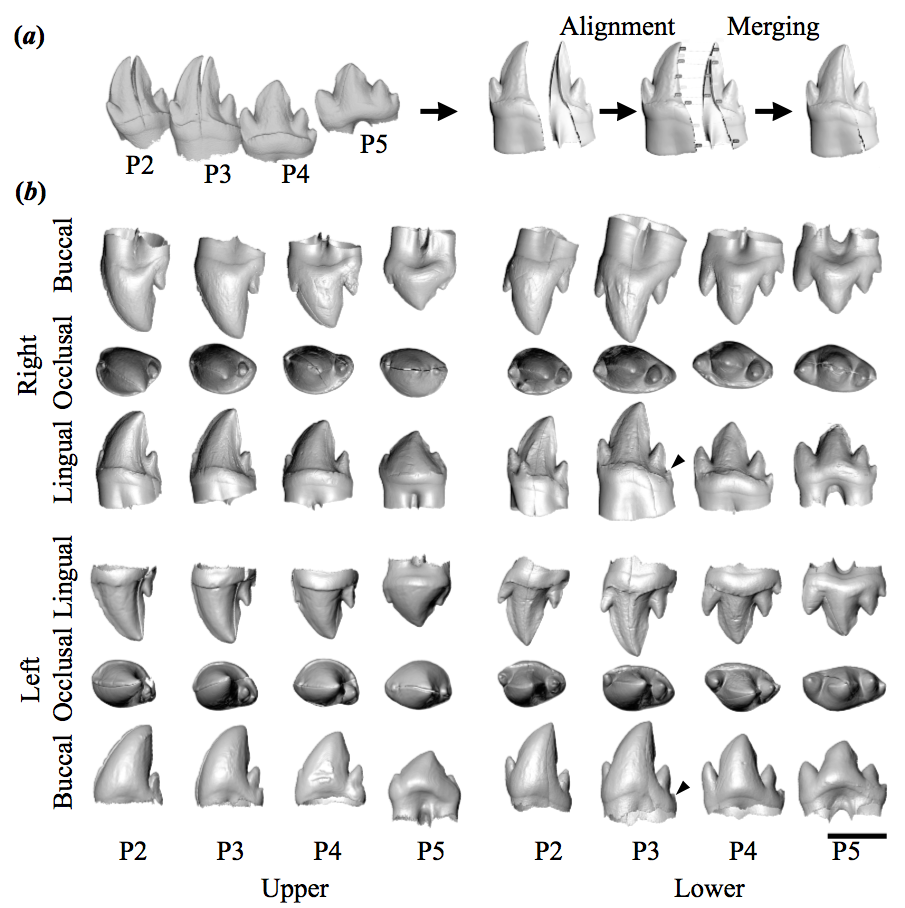 (a)
Alignment Merging
P2 P3 P4 P5
(b)
Buccal
Right
Occlusal
Lingual
Left
Lingual
Occlusal
Buccal
P2 P3 P4 P5 P2 P3 P4 P5
Upper Lower